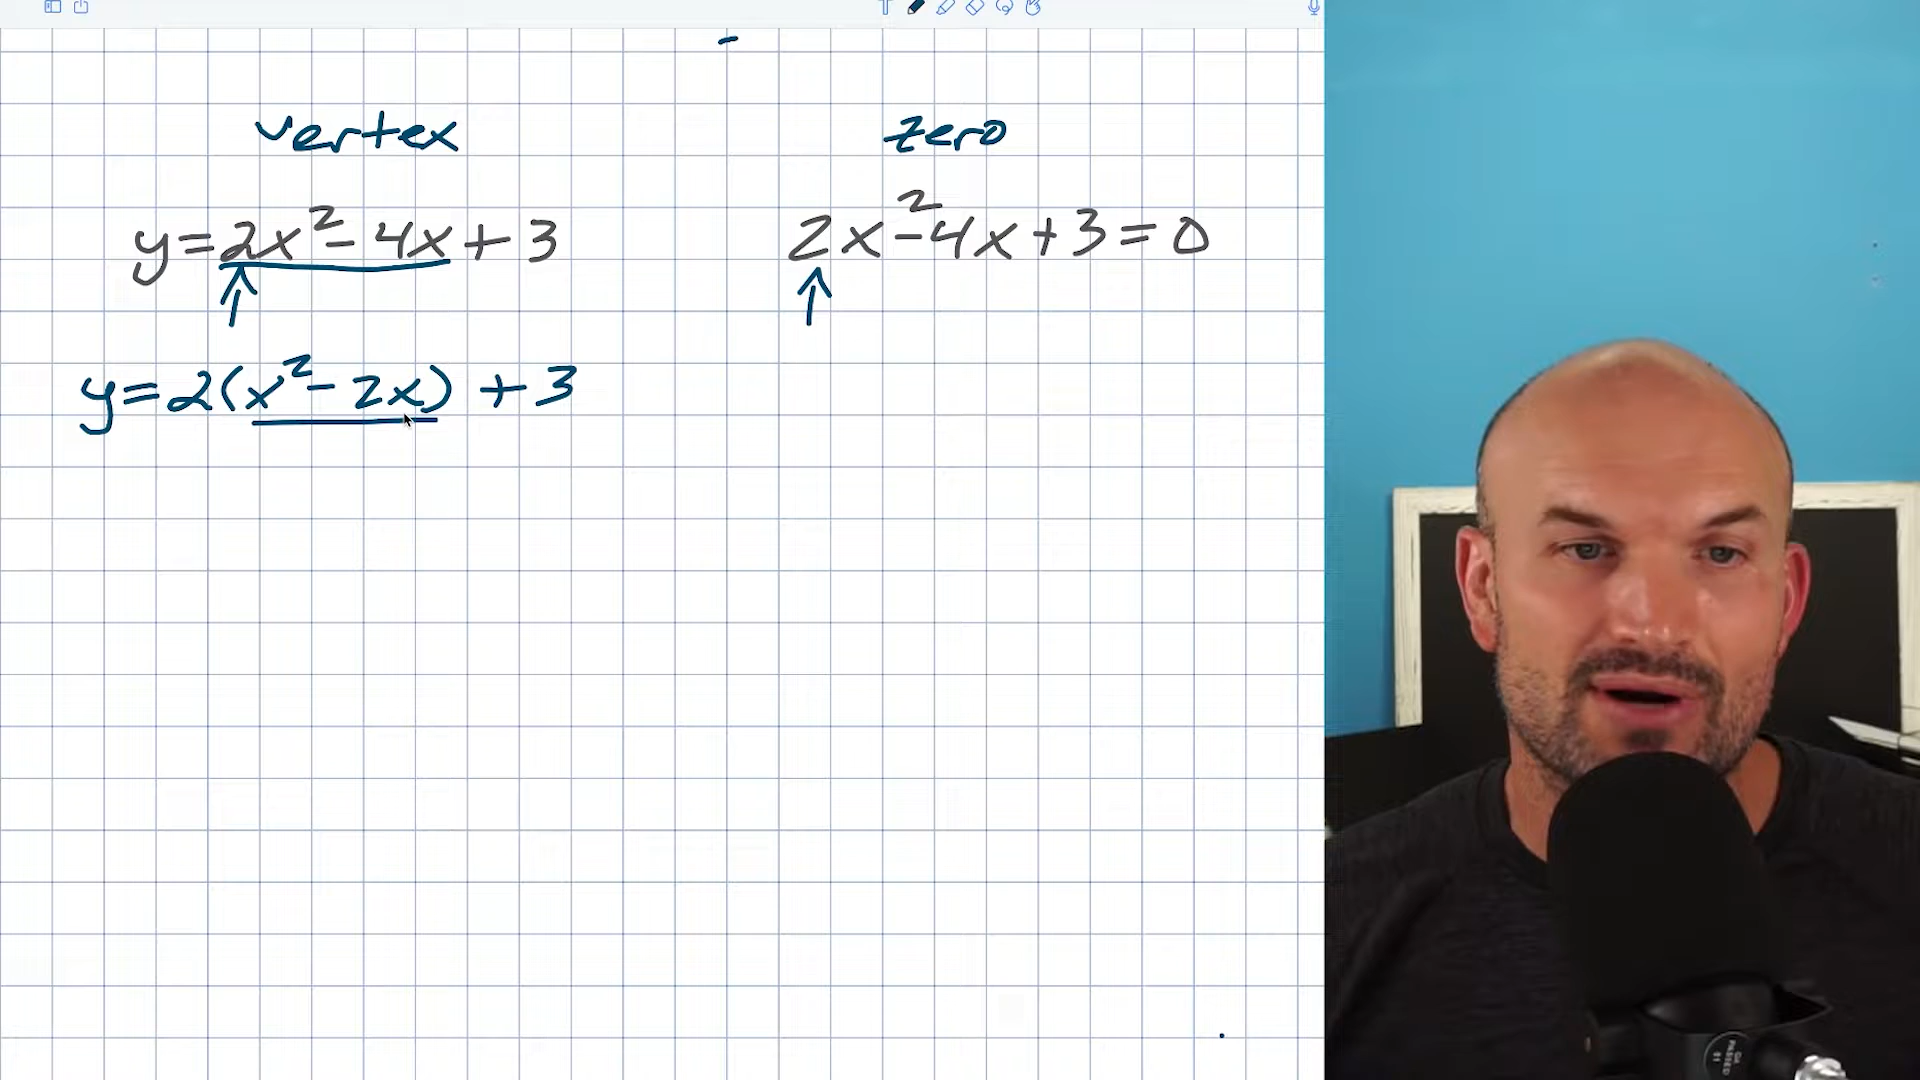 vertex
y=2x²-4x+3
y=2(x²-2x)+3
zero
2x²-4x+3=0